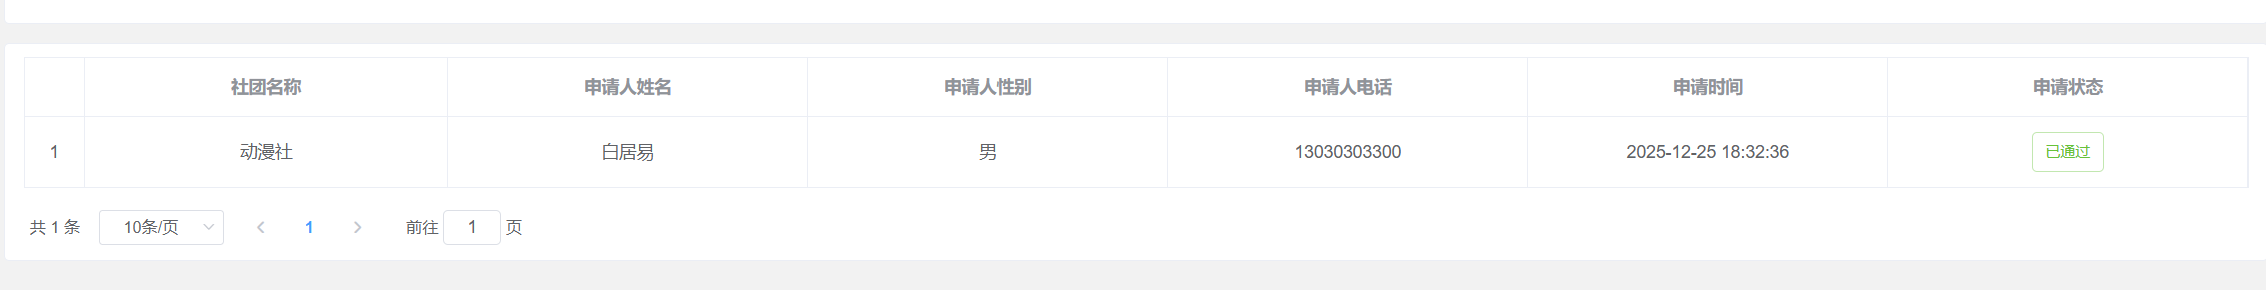 社团名称 申请人姓名 申请人性别 申请人电话 申请时间 申请状态
1 动漫社 白居易 男 13030303300 2025-12-25 18:32:36 已通过
共 1 条 10条/页 1 前往 1 页